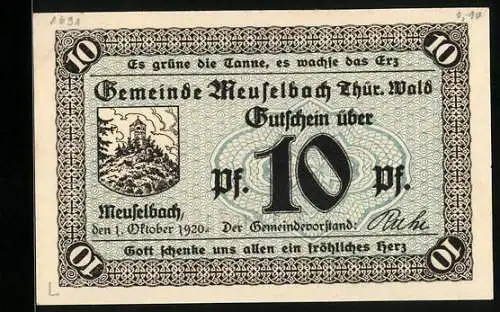 1691
10 10
Es grüne die Tanne, es wachse das Erz
Gemeinde Meuselbach Thür. Wald
Gutschein über
Pf. 10 Pf.
Meuselbach,
den 1. Oktober 1920. Der Gemeindevorstand:
Gott schenke uns allen ein fröhliches Herz
10 10
L